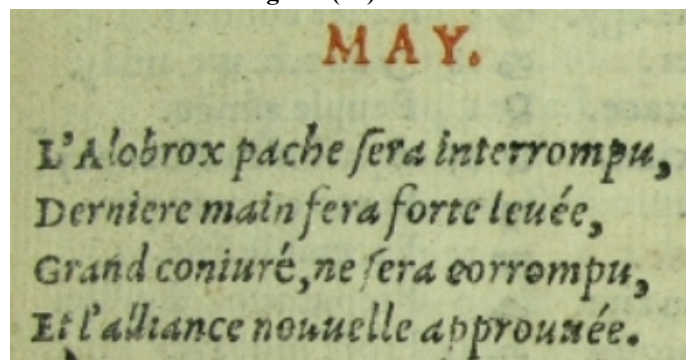 MAY.
L'Alobrox pache ſera interrompu,
Derniere main fera forte leuée,
Grand coniuré, ne ſera corrompu,
Et l'alliance nouuelle approuuée.